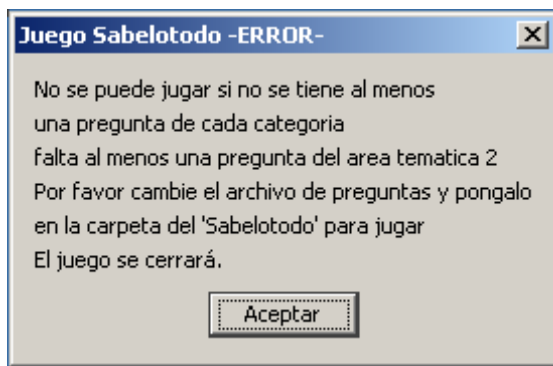 Juego Sabelotodo -ERROR-
No se puede jugar si no se tiene al menos
una pregunta de cada categoria
falta al menos una pregunta del area tematica 2
Por favor cambie el archivo de preguntas y pongalo
en la carpeta del 'Sabelotodo' para jugar
El juego se cerrará.
Aceptar